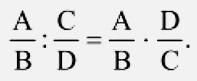 A/B : C/D = A/B · D/C.